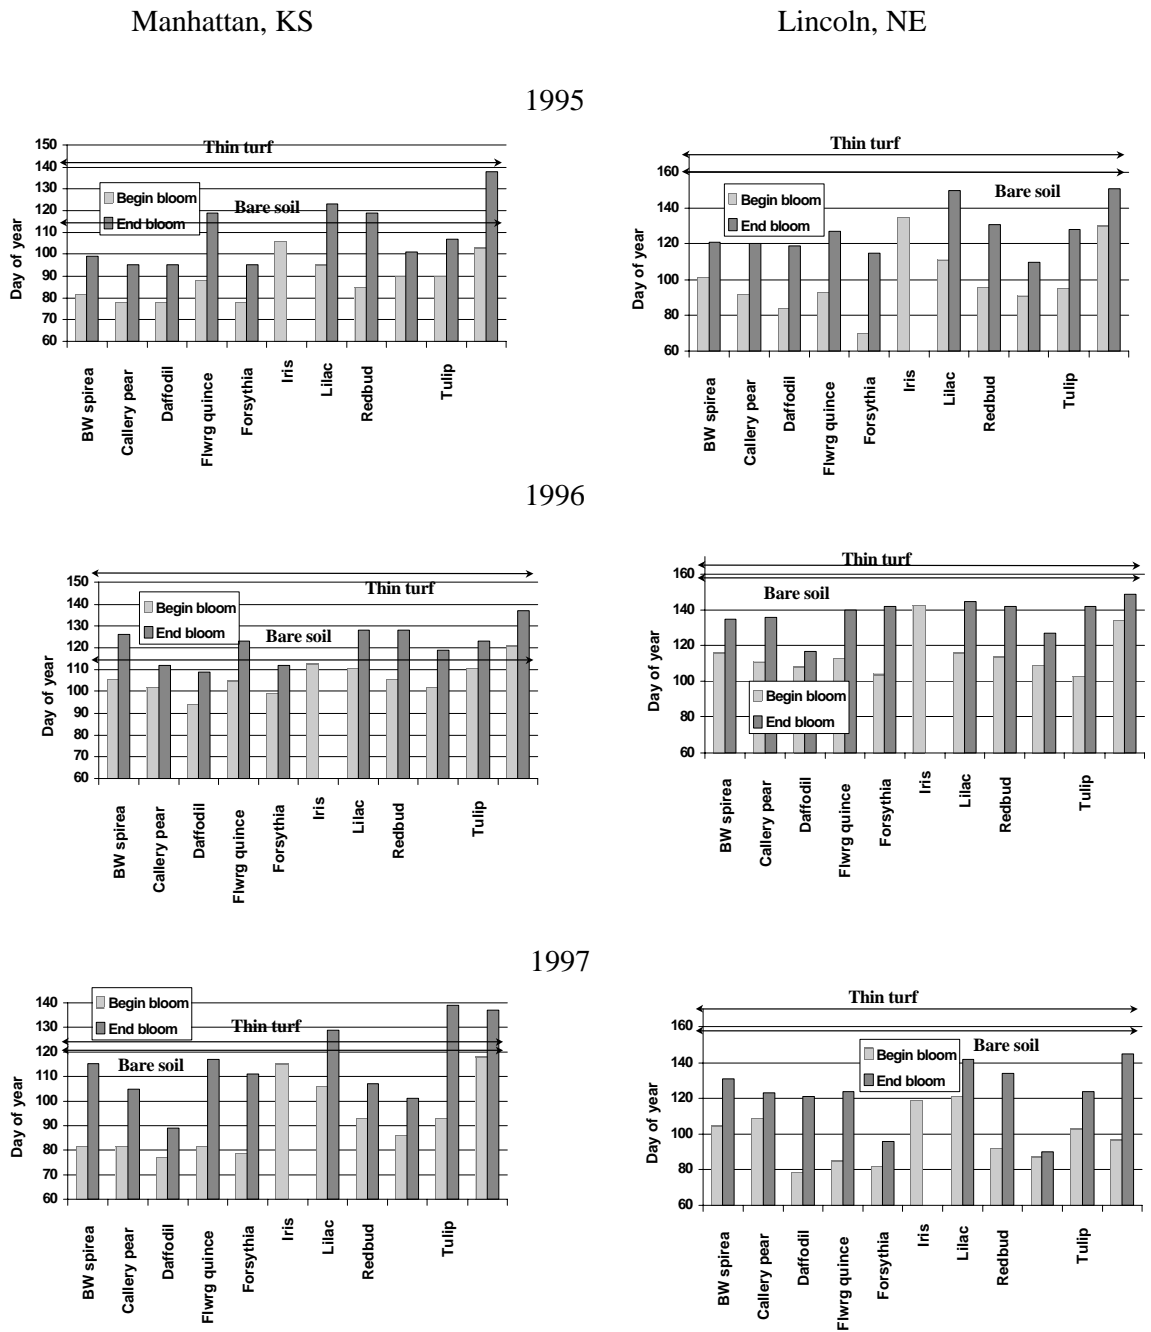 Manhattan, KS
Lincoln, NE
1995
Thin turf
Bare soil
Begin bloom
End bloom
Day of year
150
140
130
120
110
100
90
80
70
60
BW spirea
Callery pear
Daffodil
Flwrg quince
Forsythia
Iris
Lilac
Redbud
Tulip
Thin turf
Bare soil
Begin bloom
End bloom
Day of year
160
140
120
100
80
60
BW spirea
Callery pear
Daffodil
Flwrg quince
Forsythia
Iris
Lilac
Redbud
Tulip
1996
Thin turf
Bare soil
Begin bloom
End bloom
Day of year
150
140
130
120
110
100
90
80
70
60
BW spirea
Callery pear
Daffodil
Flwrg quince
Forsythia
Iris
Lilac
Redbud
Tulip
Thin turf
Bare soil
Begin bloom
End bloom
Day of year
160
140
120
100
80
60
BW spirea
Callery pear
Daffodil
Flwrg quince
Forsythia
Iris
Lilac
Redbud
Tulip
1997
Begin bloom
End bloom
Thin turf
Bare soil
Day of year
140
130
120
110
100
90
80
70
60
BW spirea
Callery pear
Daffodil
Flwrg quince
Forsythia
Iris
Lilac
Redbud
Tulip
Thin turf
Bare soil
Begin bloom
End bloom
Day of year
160
140
120
100
80
60
BW spirea
Callery pear
Daffodil
Flwrg quince
Forsythia
Iris
Lilac
Redbud
Tulip